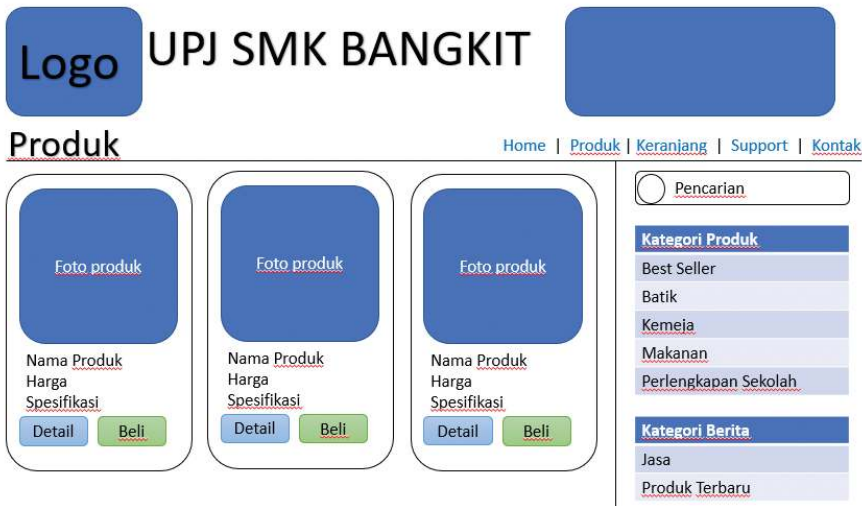 Logo
UPJ SMK BANGKIT
Produk
Home | Produk | Keranjang | Support | Kontak
Foto produk
Nama Produk
Harga
Spesifikasi
Detail
Beli
Foto produk
Nama Produk
Harga
Spesifikasi
Detail
Beli
Foto produk
Nama Produk
Harga
Spesifikasi
Detail
Beli
Pencarian
Kategori Produk
Best Seller
Batik
Kemeja
Makanan
Perlengkapan Sekolah
Kategori Berita
Jasa
Produk Terbaru